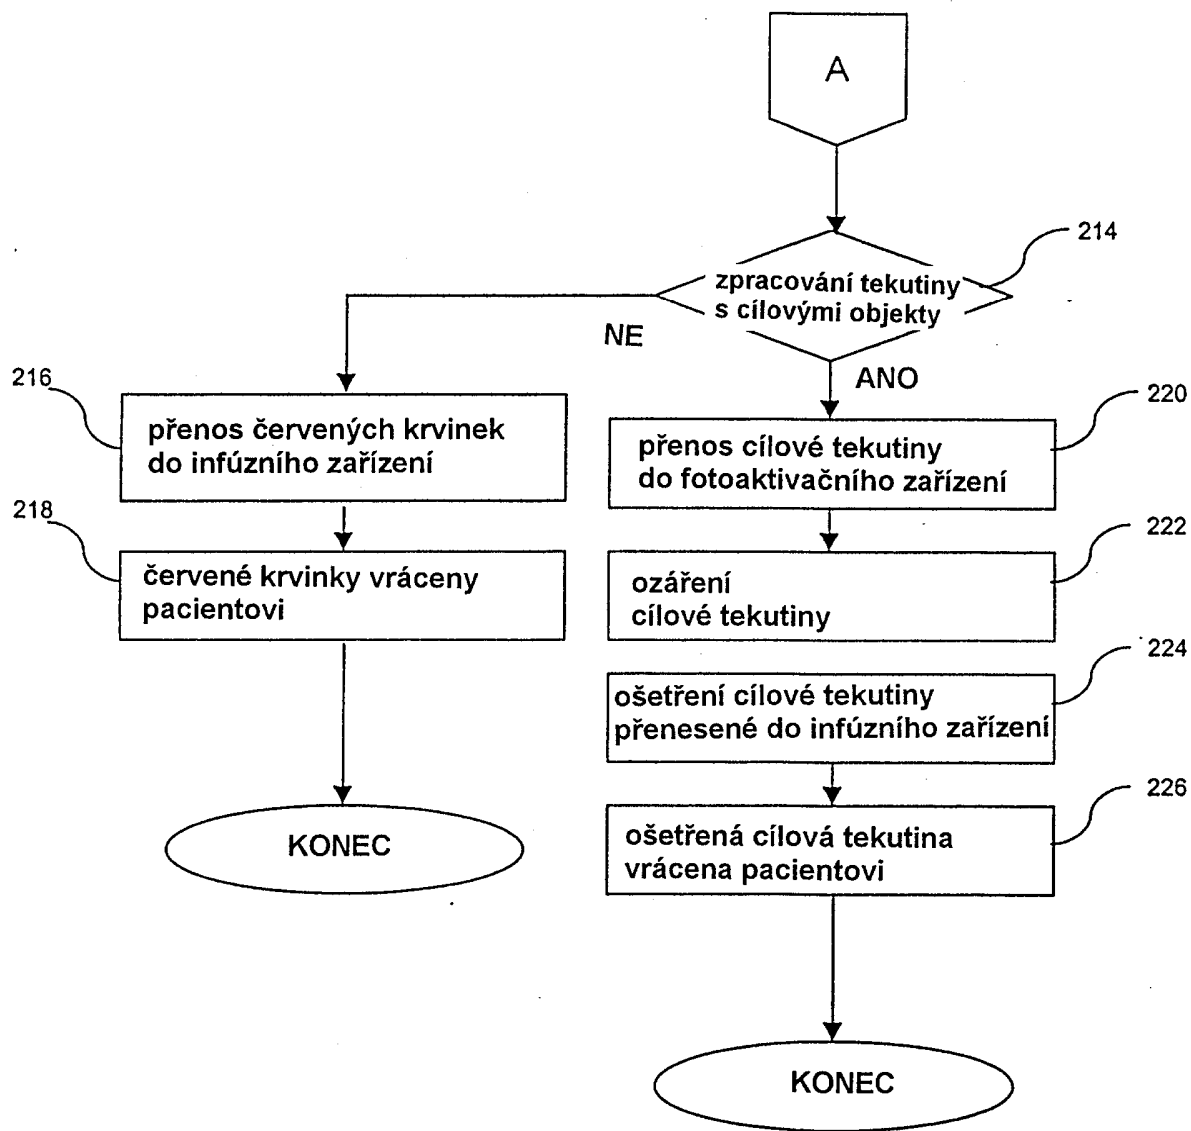 A
214
zpracování tekutiny
s cílovými objekty
NE
ANO
216
přenos červených krvinek
do infúzního zařízení
218
červené krvinky vráceny
pacientovi
KONEC
220
přenos cílové tekutiny
do fotoaktivačního zařízení
222
ozáření
cílové tekutiny
224
ošetření cílové tekutiny
přenesené do infúzního zařízení
226
ošetřená cílová tekutina
vrácena pacientovi
KONEC